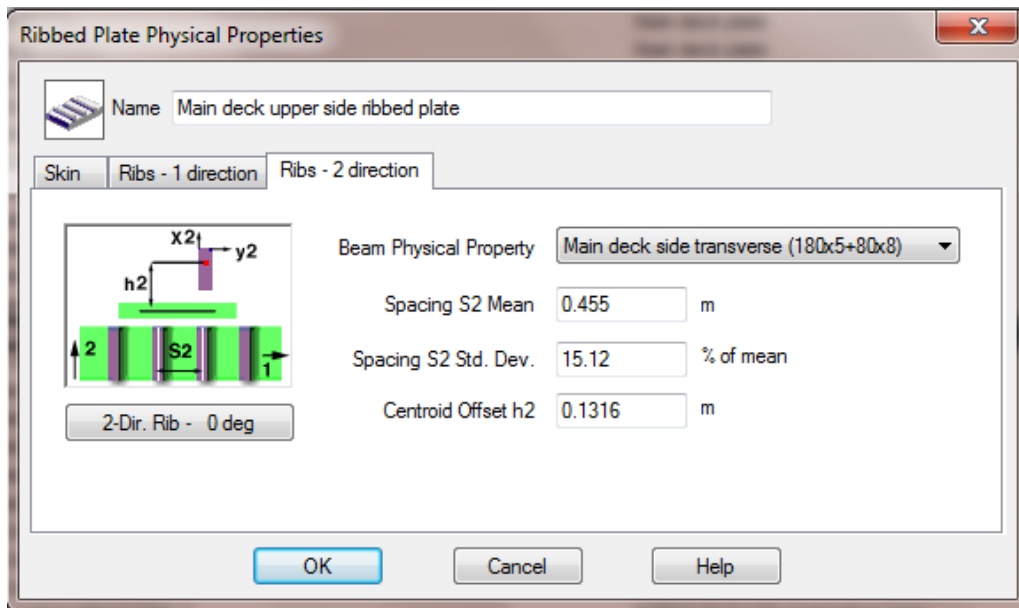 Ribbed Plate Physical Properties
X
Name Main deck upper side ribbed plate
Skin Ribs - 1 direction Ribs - 2 direction
X2
y2
h2
2 S2 1
2-Dir. Rib - 0 deg
Beam Physical Property Main deck side transverse (180x5+80x8)
Spacing S2 Mean 0.455 m
Spacing S2 Std. Dev. 15.12 % of mean
Centroid Offset h2 0.1316 m
OK Cancel Help